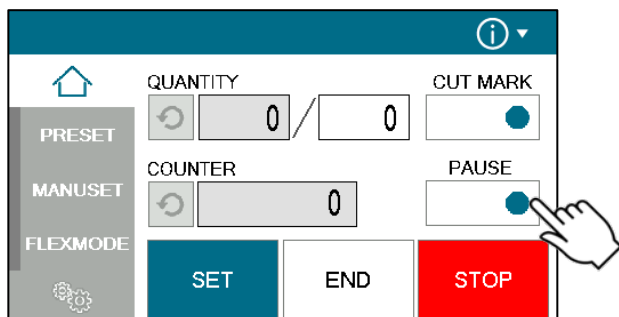 i
QUANTITY
CUT MARK
0 / 0
PRESET
COUNTER
PAUSE
MANUSET
0
FLEXMODE
SET
END
STOP